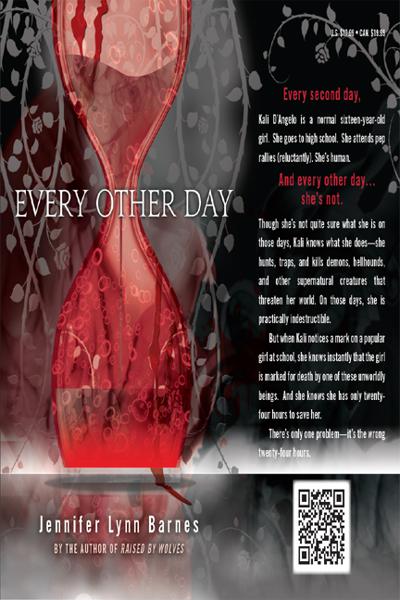 EVERY OTHER DAY
Jennifer Lynn Barnes
BY THE AUTHOR OF RAISED BY WOLVES
Every second day,
Kali D'Angelo is a normal sixteen-year-old
girl. She goes to high school. She attends pep
rallies (reluctantly). She's human.
And every other day...
she's not.
Though she's not quite sure what she is on
those days, Kali knows what she does—she
hunts, traps, and kills demons, hellhounds,
and other supernatural creatures that
threaten her world. On those days, she is
practically indestructible.
But when Kali notices a mark on a popular
girl at school, she knows instantly that the girl
is marked for death by one of these unworldly
beings. And she knows she has only twenty-
four hours to save her.
There's only one problem—it's the wrong
twenty-four hours.